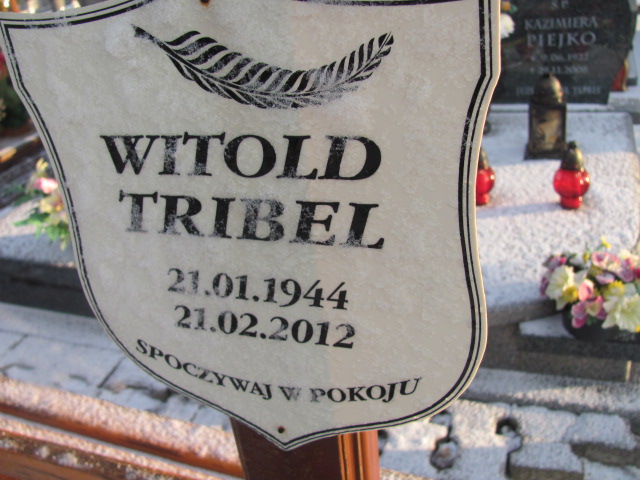 WITOLD
TRIBEL
21.01.1944
21.02.2012
SPOCZYWAJ W POKOJU
Ś.P.
KAZIMIERA
PIEJKO